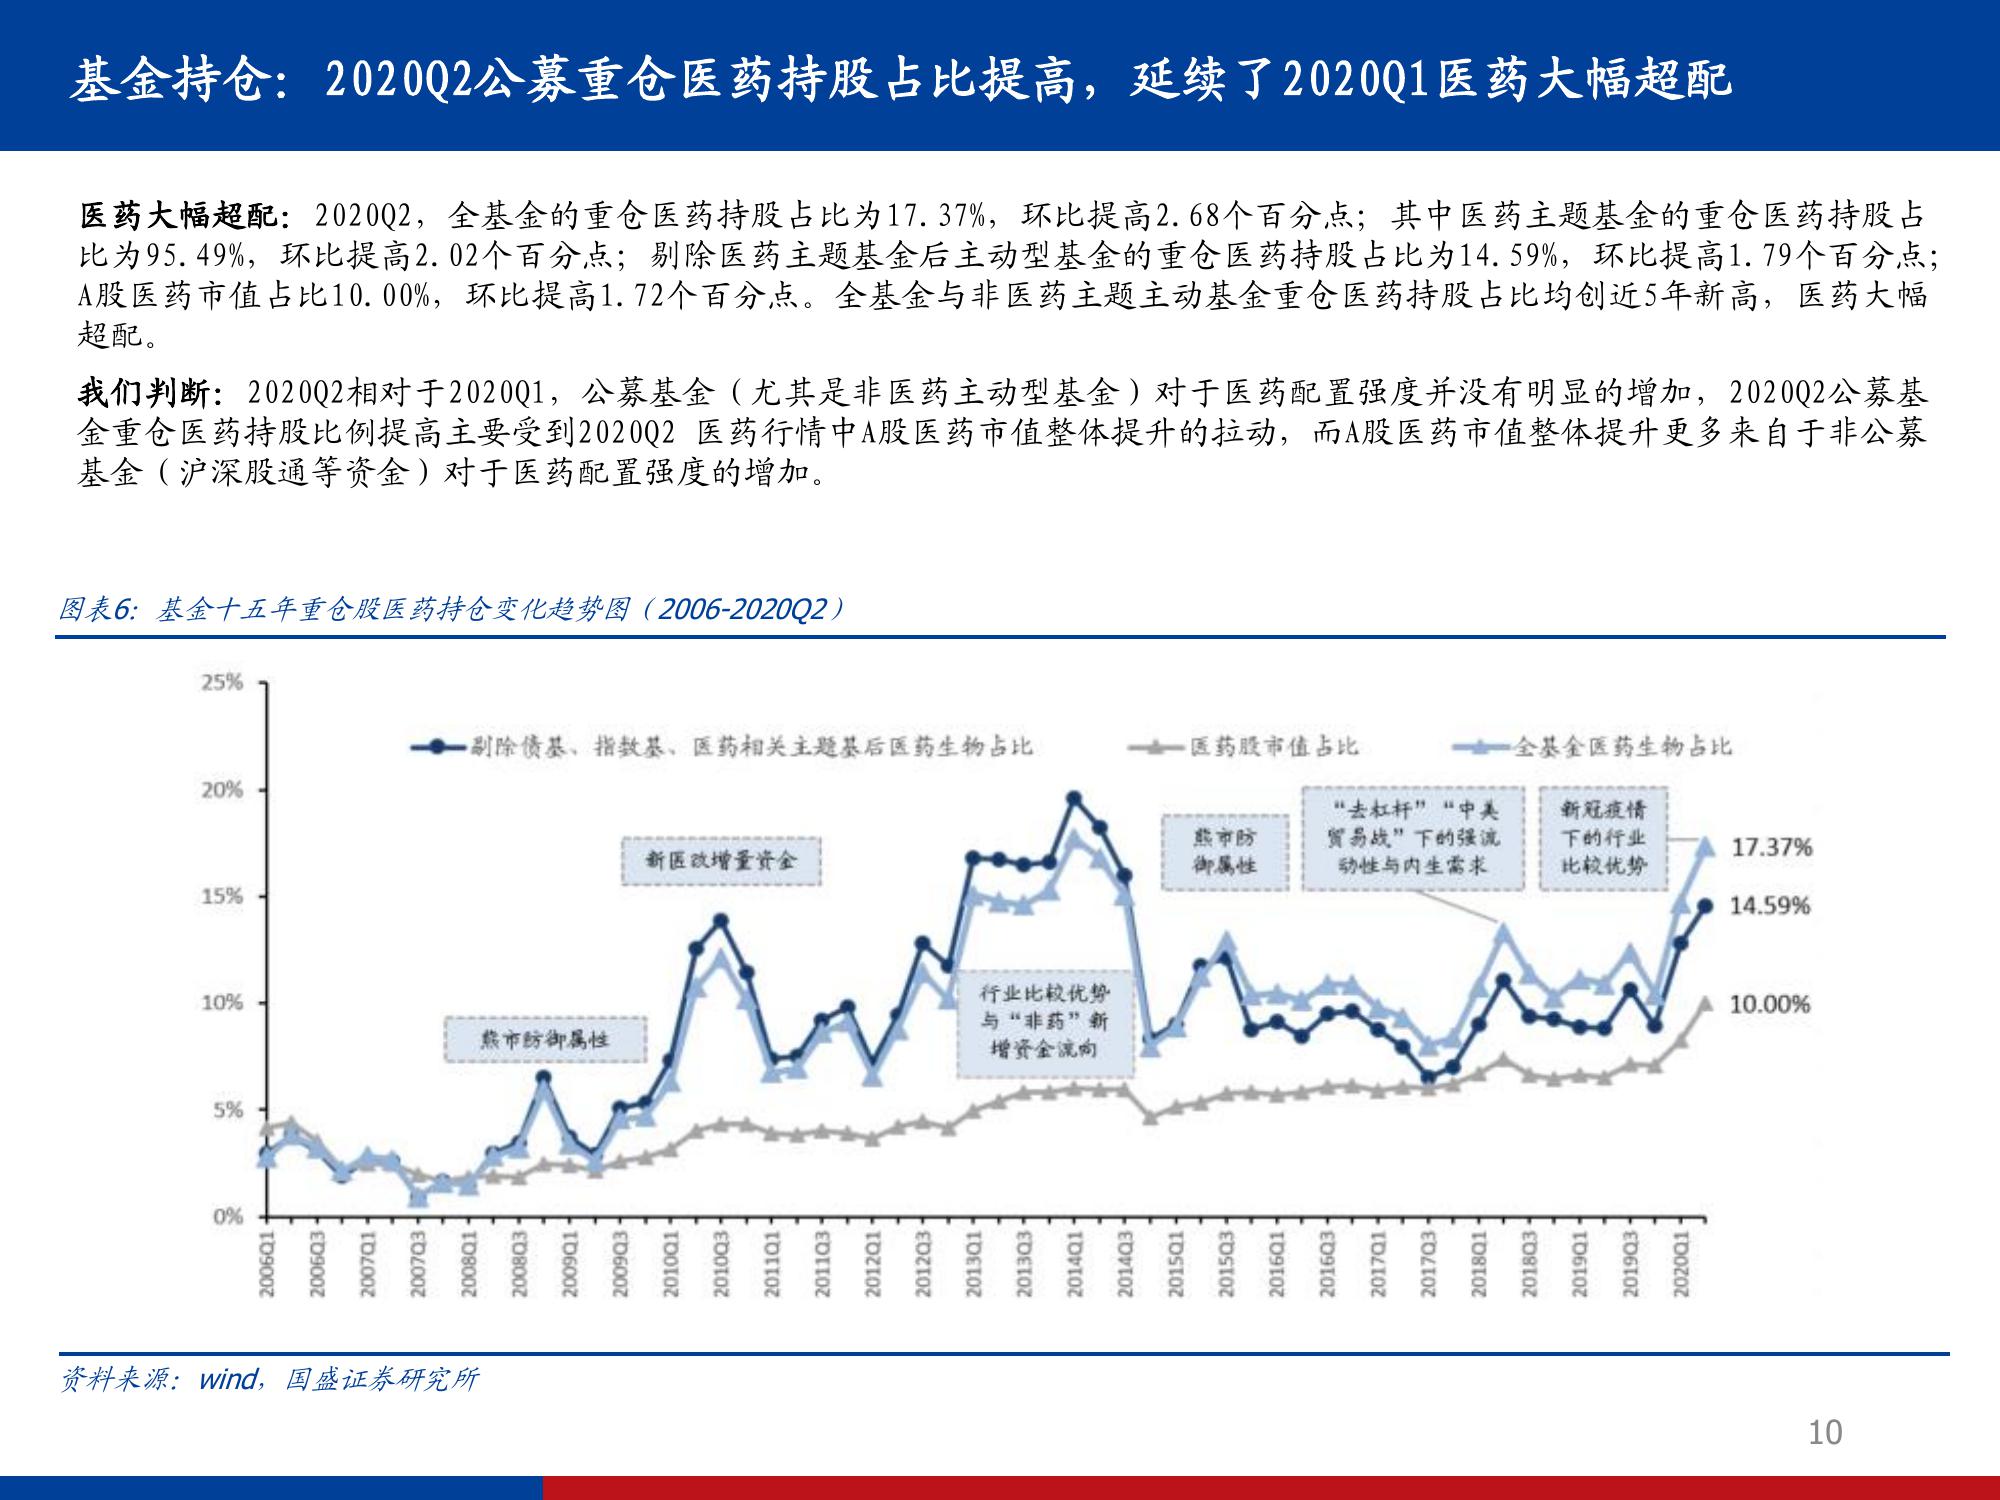 基金持仓：2020Q2公募重仓医药持股占比提高，延续了2020Q1医药大幅超配
医药大幅超配：2020Q2，全基金的重仓医药持股占比为17.37%，环比提高2.68个百分点；其中医药主题基金的重仓医药持股占
比为95.49%，环比提高2.02个百分点；剔除医药主题基金后主动型基金的重仓医药持股占比为14.59%，环比提高1.79个百分点；
A股医药市值占比10.00%，环比提高1.72个百分点。全基金与非医药主题主动基金重仓医药持股占比均创近5年新高，医药大幅
超配。
我们判断：2020Q2相对于2020Q1，公募基金（尤其是非医药主动型基金）对于医药配置强度并没有明显的增加，2020Q2公募基
金重仓医药持股比例提高主要受到2020Q2 医药行情中A股医药市值整体提升的拉动，而A股医药市值整体提升更多来自于非公募
基金（沪深股通等资金）对于医药配置强度的增加。
图表6：基金十五年重仓股医药持仓变化趋势图（2006-2020Q2）
25%
20%
15%
10%
5%
0%
剔除债基、指数基、医药相关主题基后医药生物占比
医药股市值占比
全基金医药生物占比
熊市防御属性
新医改增量资金
行业比较优势
与“非药”新
增资金流向
熊市防
御属性
“去杠杆”“中美
贸易战”下的强流
动性与内生需求
新冠疫情
下的行业
比较优势
17.37%
14.59%
10.00%
2006Q1
2006Q3
2007Q1
2007Q3
2008Q1
2008Q3
2009Q1
2009Q3
2010Q1
2010Q3
2011Q1
2011Q3
2012Q1
2012Q3
2013Q1
2013Q3
2014Q1
2014Q3
2015Q1
2015Q3
2016Q1
2016Q3
2017Q1
2017Q3
2018Q1
2018Q3
2019Q1
2019Q3
2020Q1
资料来源：wind，国盛证券研究所
10